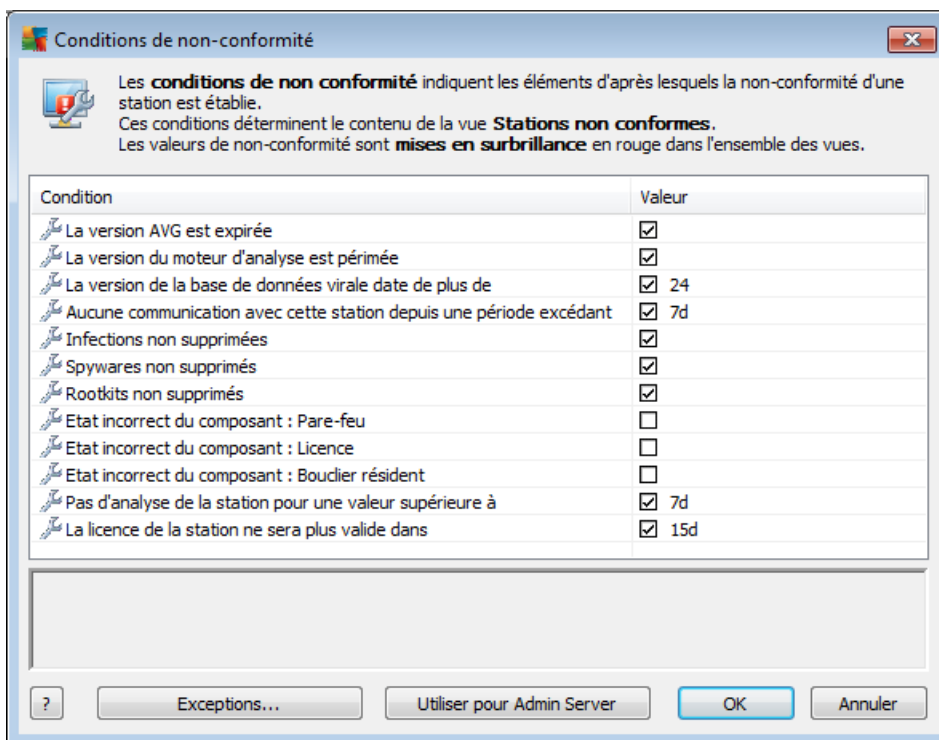 Conditions de non-conformité
Les conditions de non conformité indiquent les éléments d'après lesquels la non-conformité d'une
station est établie.
Ces conditions déterminent le contenu de la vue Stations non conformes.
Les valeurs de non-conformité sont mises en surbrillance en rouge dans l'ensemble des vues.
Condition Valeur
La version AVG est expirée
La version du moteur d'analyse est périmée
La version de la base de données virale date de plus de 24
Aucune communication avec cette station depuis une période excédant 7d
Infections non supprimées
Spywares non supprimés
Rootkits non supprimés
Etat incorrect du composant : Pare-feu
Etat incorrect du composant : Licence
Etat incorrect du composant : Bouclier résident
Pas d'analyse de la station pour une valeur supérieure à 7d
La licence de la station ne sera plus valide dans 15d
? Exceptions... Utiliser pour Admin Server OK Annuler